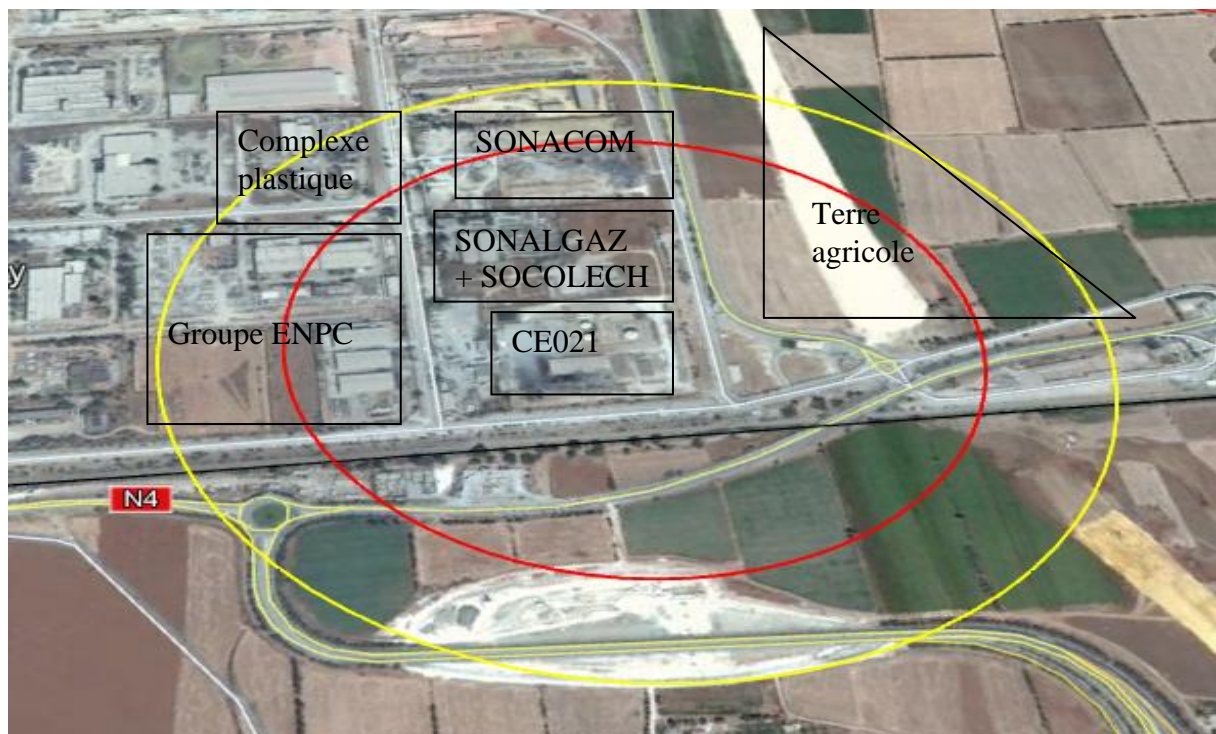 Complexe
plastique
SONACOM
Terre
agricole
SONALGAZ
+ SOCOLECH
Groupe ENPC
CE021
y
N4